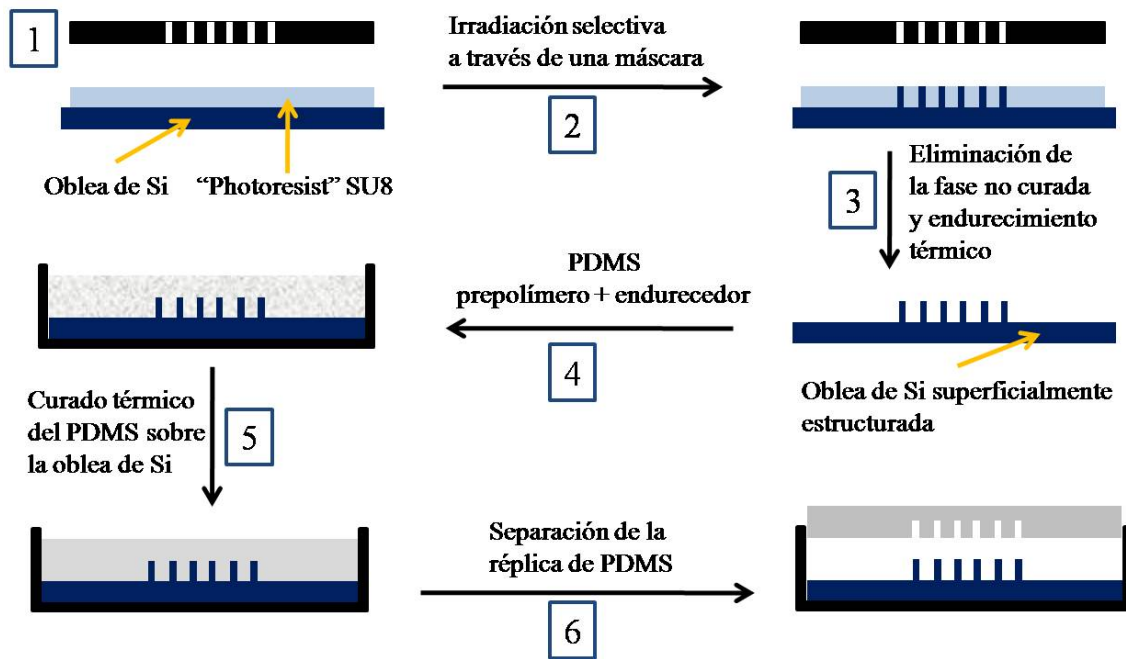 1
Irradiación selectiva
a través de una máscara
2
Oblea de Si
“Photoresist” SU8
3
Eliminación de
la fase no curada
y endurecimiento
térmico
PDMS
prepolímero + endurecedor
4
Oblea de Si superficialmente
estructurada
Curado térmico
del PDMS sobre
la oblea de Si
5
Separación de la
réplica de PDMS
6